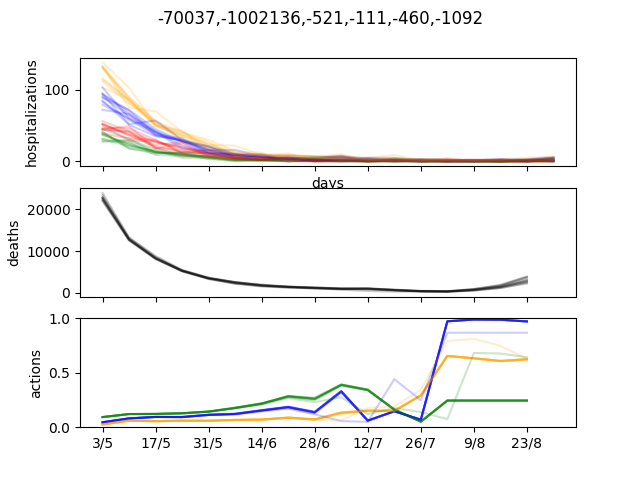 -70037,-1002136,-521,-111,-460,-1092
hospitalizations
100
0
days
deaths
20000
10000
0
actions
1.0
0.5
0.0
3/5 17/5 31/5 14/6 28/6 12/7 26/7 9/8 23/8